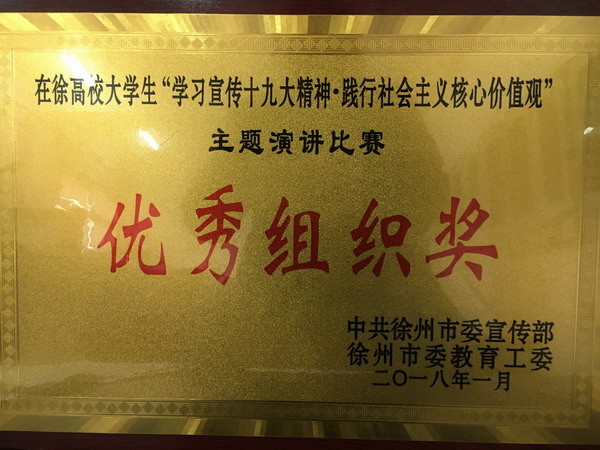 在徐高校大学生“学习宣传十九大精神·践行社会主义核心价值观”
主题演讲比赛
优秀组织奖
中共徐州市委宣传部
徐州市委教育工委
二〇一八年一月